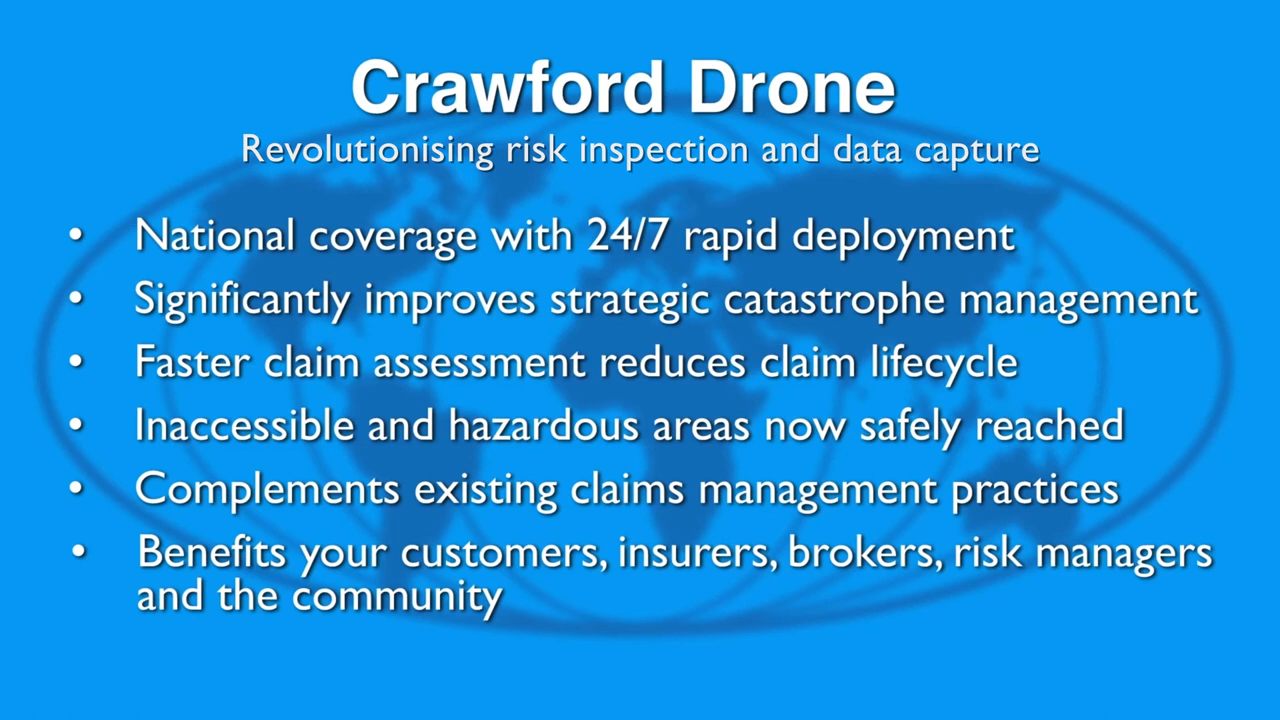 Crawford Drone
Revolutionising risk inspection and data capture
• National coverage with 24/7 rapid deployment
• Significantly improves strategic catastrophe management
• Faster claim assessment reduces claim lifecycle
• Inaccessible and hazardous areas now safely reached
• Complements existing claims management practices
• Benefits your customers, insurers, brokers, risk managers
and the community